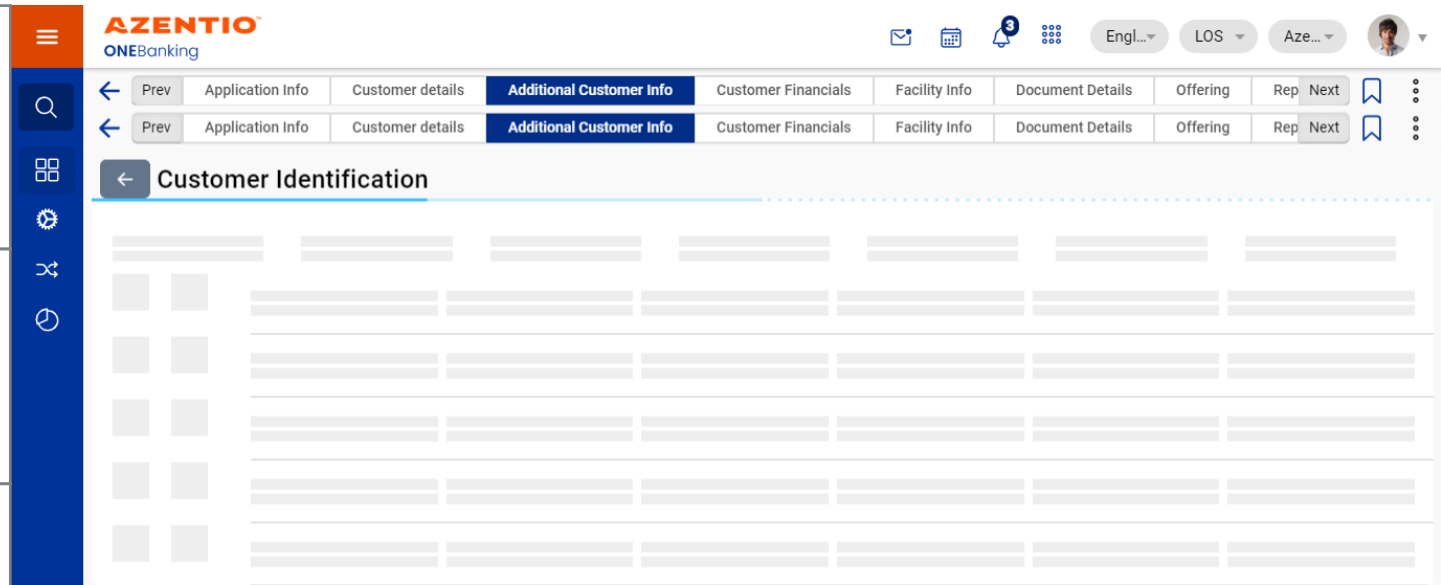 AZENTIO™
ONEBanking
3
Engl...
LOS
Aze...
Prev Application Info Customer details Additional Customer Info Customer Financials Facility Info Document Details Offering Rep Next
Prev Application Info Customer details Additional Customer Info Customer Financials Facility Info Document Details Offering Rep Next
Customer Identification